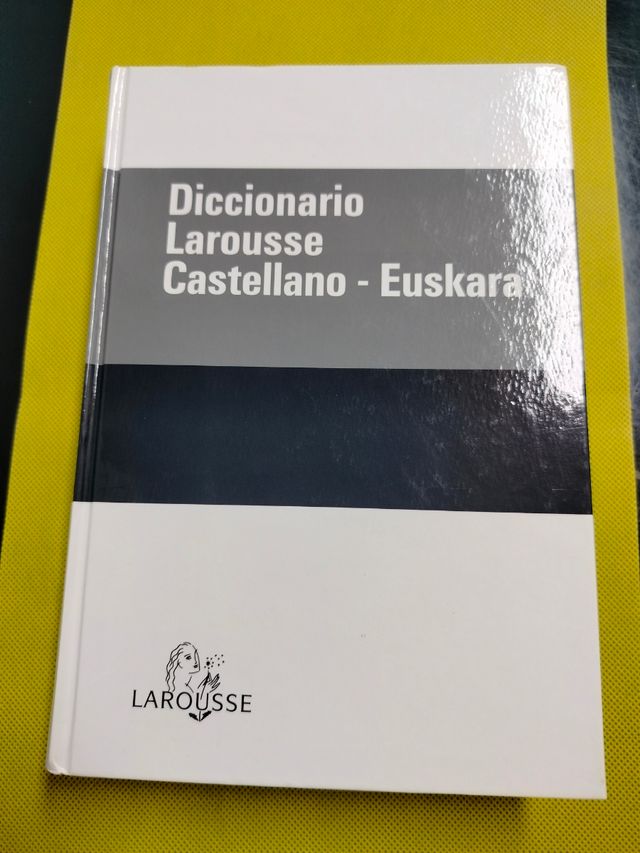 Diccionario
Larousse
Castellano - Euskara
LAROUSSE